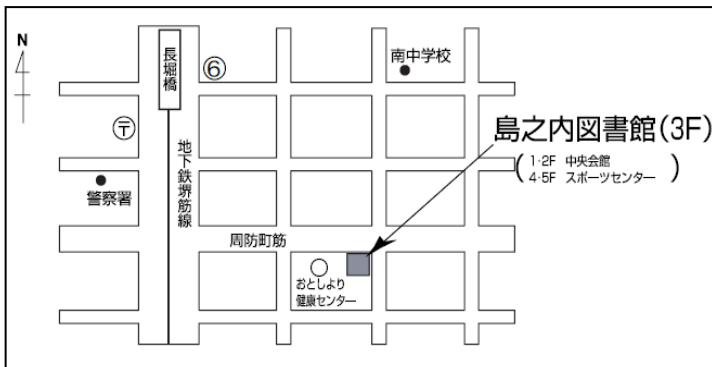 N
長堀橋
⑥
南中学校
〒
地下鉄堺筋線
島之内図書館(3F)
(1・2F 中央会館
4・5F スポーツセンター)
警察署
周防町筋
おとしより
健康センター